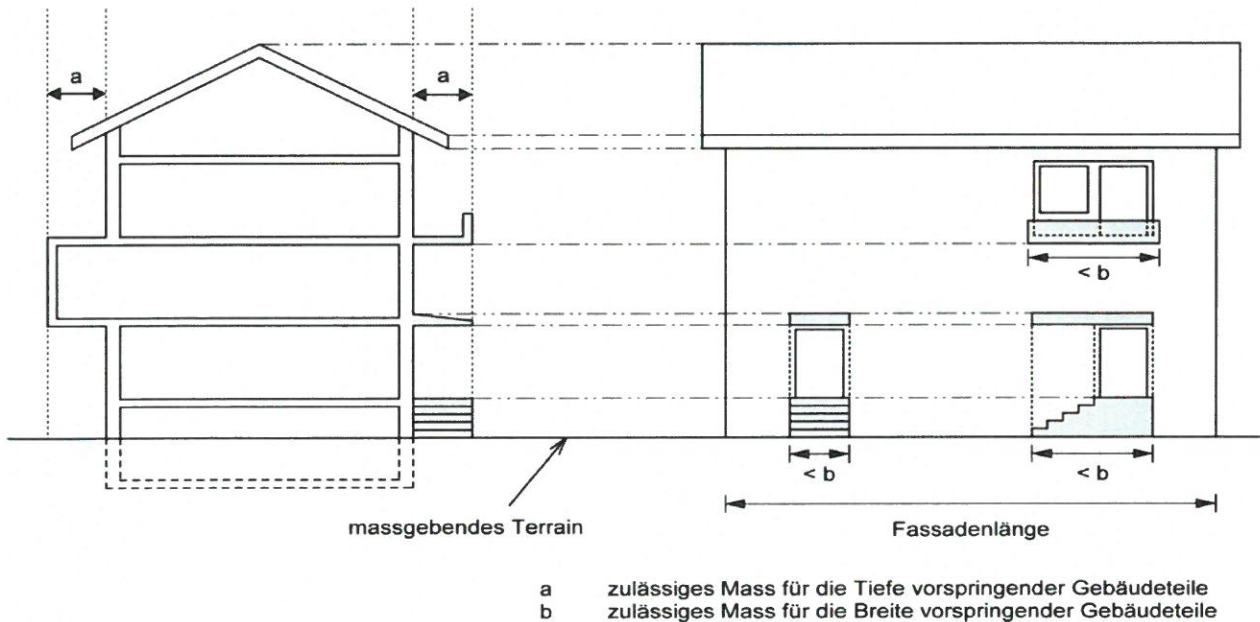 a
a
< b
< b
< b
massgebendes Terrain
Fassadenlänge
a zulässiges Mass für die Tiefe vorspringender Gebäudeteile
b zulässiges Mass für die Breite vorspringender Gebäudeteile